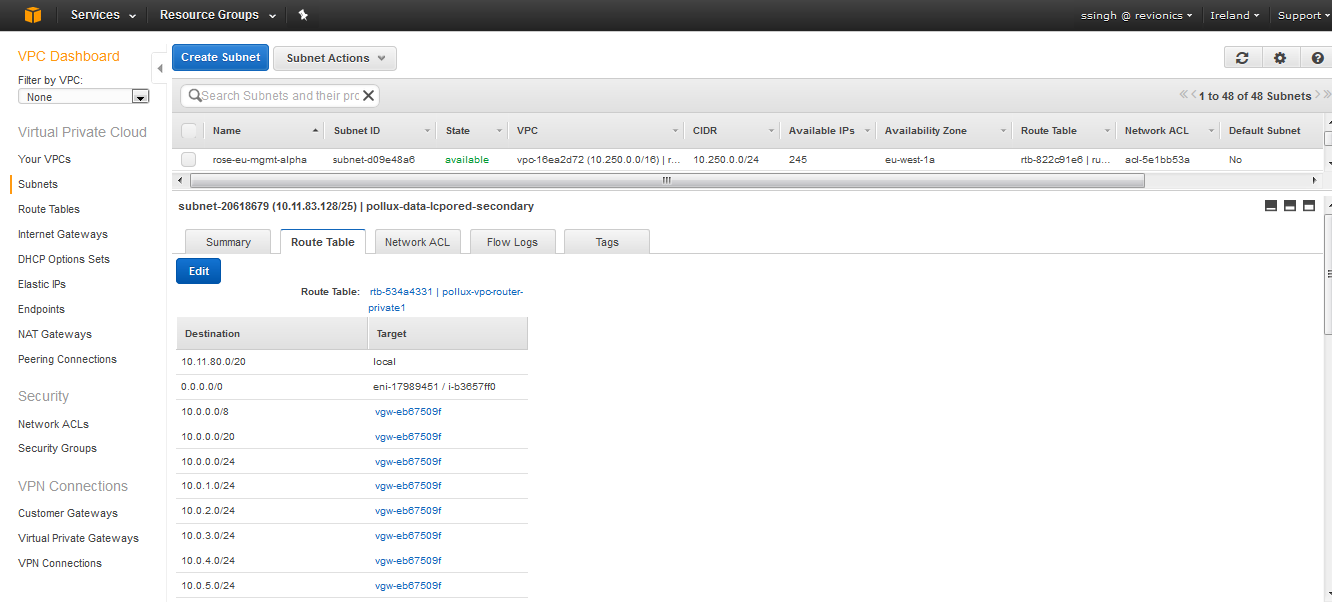 Services Resource Groups ssingh @ revionics Ireland Support
VPC Dashboard
Filter by VPC:
None
Virtual Private Cloud
Your VPCs
Subnets
Route Tables
Internet Gateways
DHCP Options Sets
Elastic IPs
Endpoints
NAT Gateways
Peering Connections
Security
Network ACLs
Security Groups
VPN Connections
Customer Gateways
Virtual Private Gateways
VPN Connections
Create Subnet Subnet Actions
Search Subnets and their prc 1 to 48 of 48 Subnets
Name Subnet ID State VPC CIDR Available IPs Availability Zone Route Table Network ACL Default Subnet
rose-eu-mgmt-alpha subnet-d09e48a6 available vpc-16ea2d72 (10.250.0.0/16) | r... 10.250.0.0/24 245 eu-west-1a rtb-822c91e6 | ru... acl-5e1bb53a No
subnet-20618679 (10.11.83.128/25) | pollux-data-lcpored-secondary
Summary Route Table Network ACL Flow Logs Tags
Edit
Route Table: rtb-534a4331 | pollux-vpc-router-
private1
Destination Target
10.11.80.0/20 local
0.0.0.0/0 eni-17989451 / i-b3657ff0
10.0.0.0/8 vgw-eb67509f
10.0.0.0/20 vgw-eb67509f
10.0.0.0/24 vgw-eb67509f
10.0.1.0/24 vgw-eb67509f
10.0.2.0/24 vgw-eb67509f
10.0.3.0/24 vgw-eb67509f
10.0.4.0/24 vgw-eb67509f
10.0.5.0/24 vgw-eb67509f